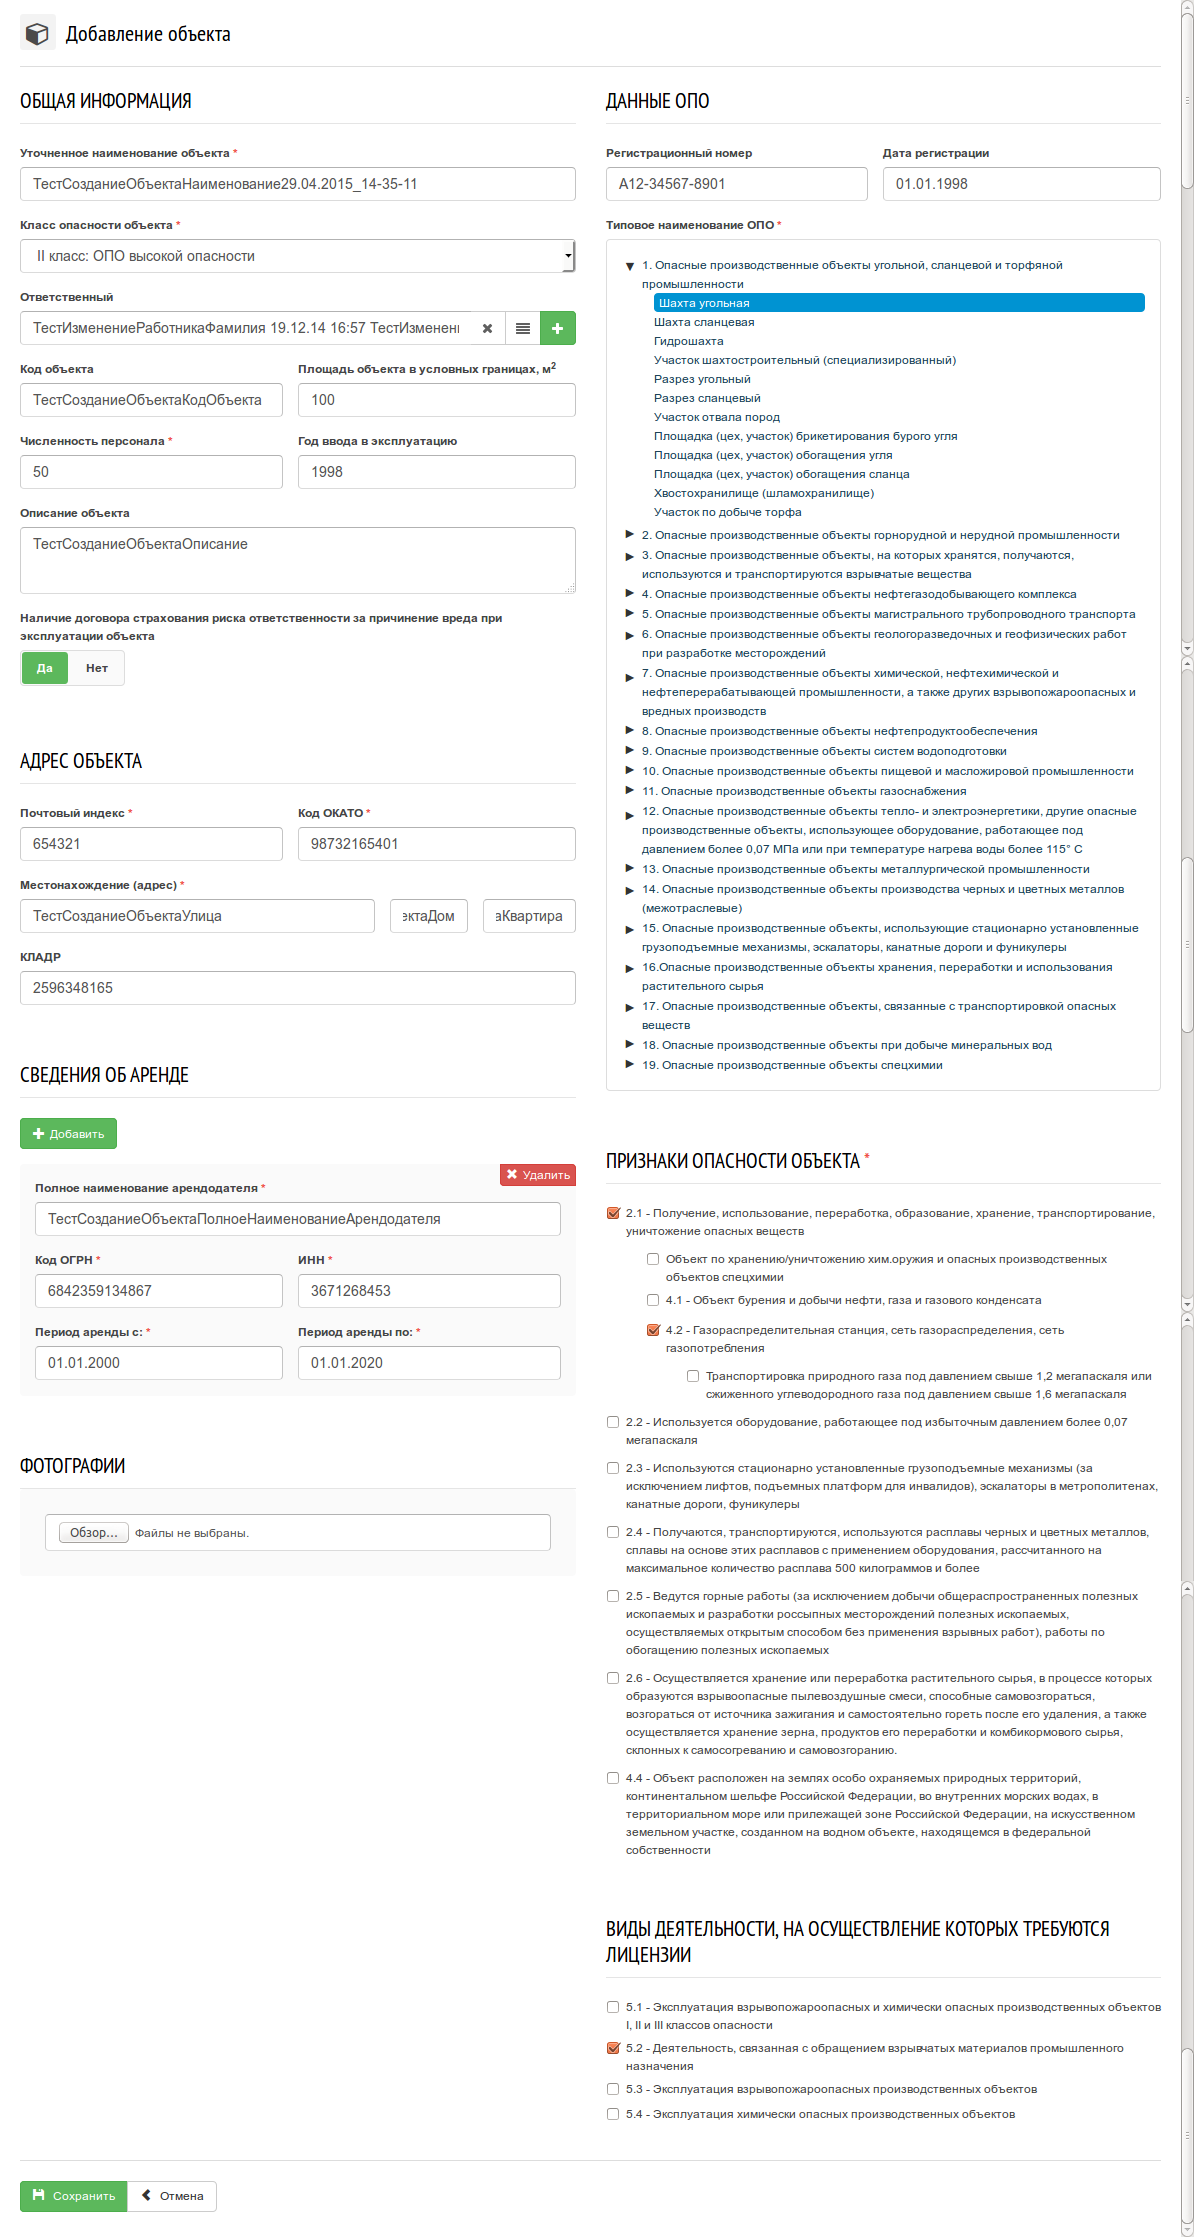 Добавление объекта
ОБЩАЯ ИНФОРМАЦИЯ
Уточненное наименование объекта *
ТестСозданиеОбъектаНаименование29.04.2015_14-35-11
Класс опасности объекта *
II класс: ОПО высокой опасности
Ответственный
ТестИзменениеРаботникаФамилия 19.12.14 16:57 ТестИзменени
Код объекта
Площадь объекта в условных границах, м²
ТестСозданиеОбъектаКодОбъекта
100
Численность персонала *
Год ввода в эксплуатацию
50
1998
Описание объекта
ТестСозданиеОбъектаОписание
Наличие договора страхования риска ответственности за причинение вреда при
эксплуатации объекта
Да
Нет
АДРЕС ОБЪЕКТА
Почтовый индекс *
Код ОКАТО *
654321
98732165401
Местонахождение (адрес) *
ТестСозданиеОбъектаУлица
ектаДом
аКвартира
КЛАДР
2596348165
СВЕДЕНИЯ ОБ АРЕНДЕ
Добавить
Удалить
Полное наименование арендодателя *
ТестСозданиеОбъектаПолноеНаименованиеАрендодателя
Код ОГРН *
ИНН *
6842359134867
3671268453
Период аренды с: *
Период аренды по: *
01.01.2000
01.01.2020
ФОТОГРАФИИ
Обзор... Файлы не выбраны.
ДАННЫЕ ОПО
Регистрационный номер
Дата регистрации
А12-34567-8901
01.01.1998
Типовое наименование ОПО *
1. Опасные производственные объекты угольной, сланцевой и торфяной
промышленности
Шахта угольная
Шахта сланцевая
Гидрошахта
Участок шахтостроительный (специализированный)
Разрез угольный
Разрез сланцевый
Участок отвала пород
Площадка (цех, участок) брикетирования бурого угля
Площадка (цех, участок) обогащения угля
Площадка (цех, участок) обогащения сланца
Хвостохранилище (шламохранилище)
Участок по добыче торфа
2. Опасные производственные объекты горнорудной и нерудной промышленности
3. Опасные производственные объекты, на которых хранятся, получаются,
используются и транспортируются взрывчатые вещества
4. Опасные производственные объекты нефтегазодобывающего комплекса
5. Опасные производственные объекты магистрального трубопроводного транспорта
6. Опасные производственные объекты геологоразведочных и геофизических работ
при разработке месторождений
7. Опасные производственные объекты химической, нефтехимической и
нефтеперерабатывающей промышленности, а также других взрывопожароопасных и
вредных производств
8. Опасные производственные объекты нефтепродуктообеспечения
9. Опасные производственные объекты систем водоподготовки
10. Опасные производственные объекты пищевой и масложировой промышленности
11. Опасные производственные объекты газоснабжения
12. Опасные производственные объекты тепло- и электроэнергетики, другие опасные
производственные объекты, использующее оборудование, работающее под
давлением более 0,07 МПа или при температуре нагрева воды более 115° С
13. Опасные производственные объекты металлургической промышленности
14. Опасные производственные объекты производства черных и цветных металлов
(межотраслевые)
15. Опасные производственные объекты, использующие стационарно установленные
грузоподъемные механизмы, эскалаторы, канатные дороги и фуникулеры
16.Опасные производственные объекты хранения, переработки и использования
растительного сырья
17. Опасные производственные объекты, связанные с транспортировкой опасных
веществ
18. Опасные производственные объекты при добыче минеральных вод
19. Опасные производственные объекты спецхимии
ПРИЗНАКИ ОПАСНОСТИ ОБЪЕКТА *
2.1 - Получение, использование, переработка, образование, хранение, транспортирование,
уничтожение опасных веществ
Объект по хранению/уничтожению хим.оружия и опасных производственных
объектов спецхимии
4.1 - Объект бурения и добычи нефти, газа и газового конденсата
4.2 - Газораспределительная станция, сеть газораспределения, сеть
газопотребления
Транспортировка природного газа под давлением свыше 1,2 мегапаскаля или
сжиженного углеводородного газа под давлением свыше 1,6 мегапаскаля
2.2 - Используется оборудование, работающее под избыточным давлением более 0,07
мегапаскаля
2.3 - Используются стационарно установленные грузоподъемные механизмы (за
исключением лифтов, подъемных платформ для инвалидов), эскалаторы в метрополитенах,
канатные дороги, фуникулеры
2.4 - Получаются, транспортируются, используются расплавы черных и цветных металлов,
сплавы на основе этих расплавов с применением оборудования, рассчитанного на
максимальное количество расплава 500 килограммов и более
2.5 - Ведутся горные работы (за исключением добычи общераспространенных полезных
ископаемых и разработки россыпных месторождений полезных ископаемых,
осуществляемых открытым способом без применения взрывных работ), работы по
обогащению полезных ископаемых
2.6 - Осуществляется хранение или переработка растительного сырья, в процессе которых
образуются взрывоопасные пылевоздушные смеси, способные самовозгораться,
возгораться от источника зажигания и самостоятельно гореть после его удаления, а также
осуществляется хранение зерна, продуктов его переработки и комбикормового сырья,
склонных к самосогреванию и самовозгоранию.
4.4 - Объект расположен на землях особо охраняемых природных территорий,
континентальном шельфе Российской Федерации, во внутренних морских водах, в
территориальном море или прилежащей зоне Российской Федерации, на искусственном
земельном участке, созданном на водном объекте, находящемся в федеральной
собственности
ВИДЫ ДЕЯТЕЛЬНОСТИ, НА ОСУЩЕСТВЛЕНИЕ КОТОРЫХ ТРЕБУЮТСЯ
ЛИЦЕНЗИИ
5.1 - Эксплуатация взрывопожароопасных и химически опасных производственных объектов
I, II и III классов опасности
5.2 - Деятельность, связанная с обращением взрывчатых материалов промышленного
назначения
5.3 - Эксплуатация взрывопожароопасных производственных объектов
5.4 - Эксплуатация химически опасных производственных объектов
Сохранить
Отмена